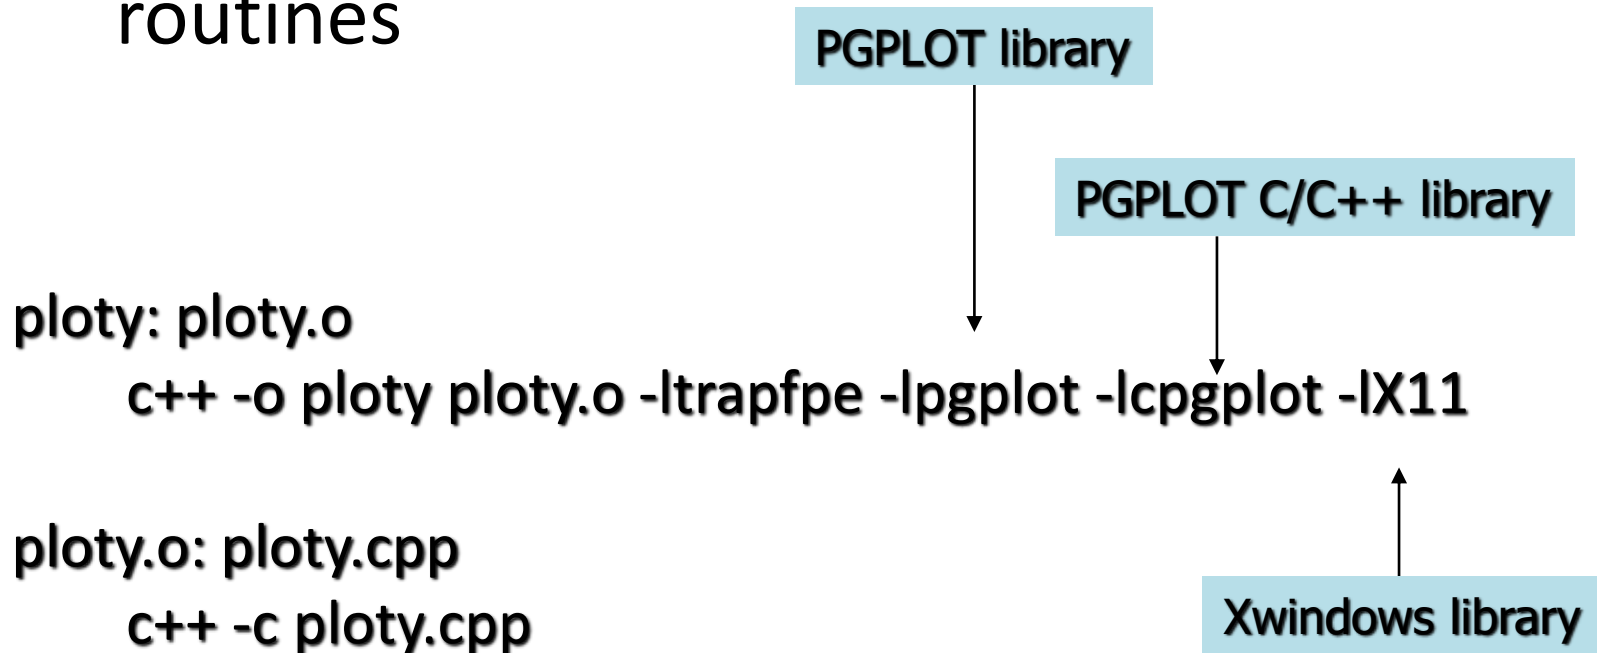 routines
PGPLOT library
PGPLOT C/C++ library
ploty: ploty.o
c++ -o ploty ploty.o -ltrapfpe -lpgplot -lcpgplot -lX11
ploty.o: ploty.cpp
c++ -c ploty.cpp
Xwindows library